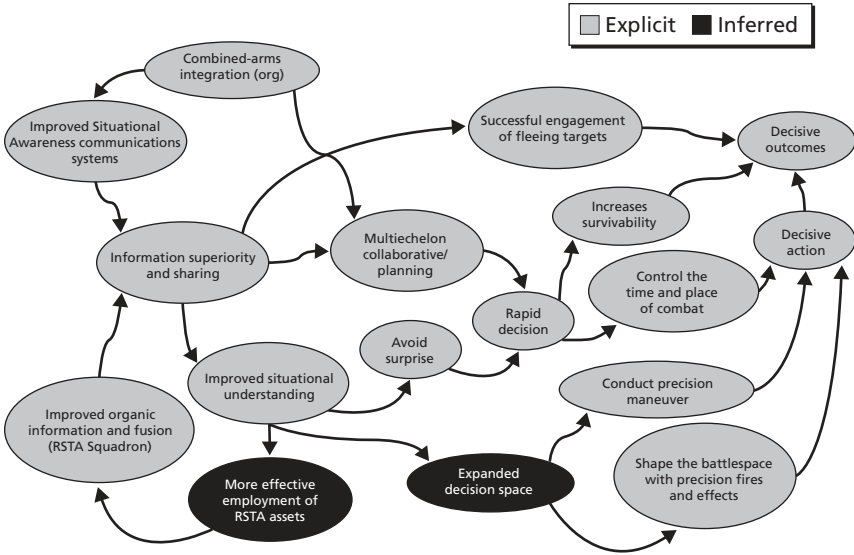 Explicit
Inferred
Combined-arms
integration (org)
Improved Situational
Awareness communications
systems
Successful engagement
of fleeing targets
Decisive
outcomes
Increases
survivability
Information superiority
and sharing
Multiechelon
collaborative/
planning
Decisive
action
Control the
time and place
of combat
Rapid
decision
Avoid
surprise
Improved situational
understanding
Conduct precision
maneuver
Improved organic
information and fusion
(RSTA Squadron)
More effective
employment of
RSTA assets
Expanded
decision space
Shape the battlespace
with precision fires
and effects